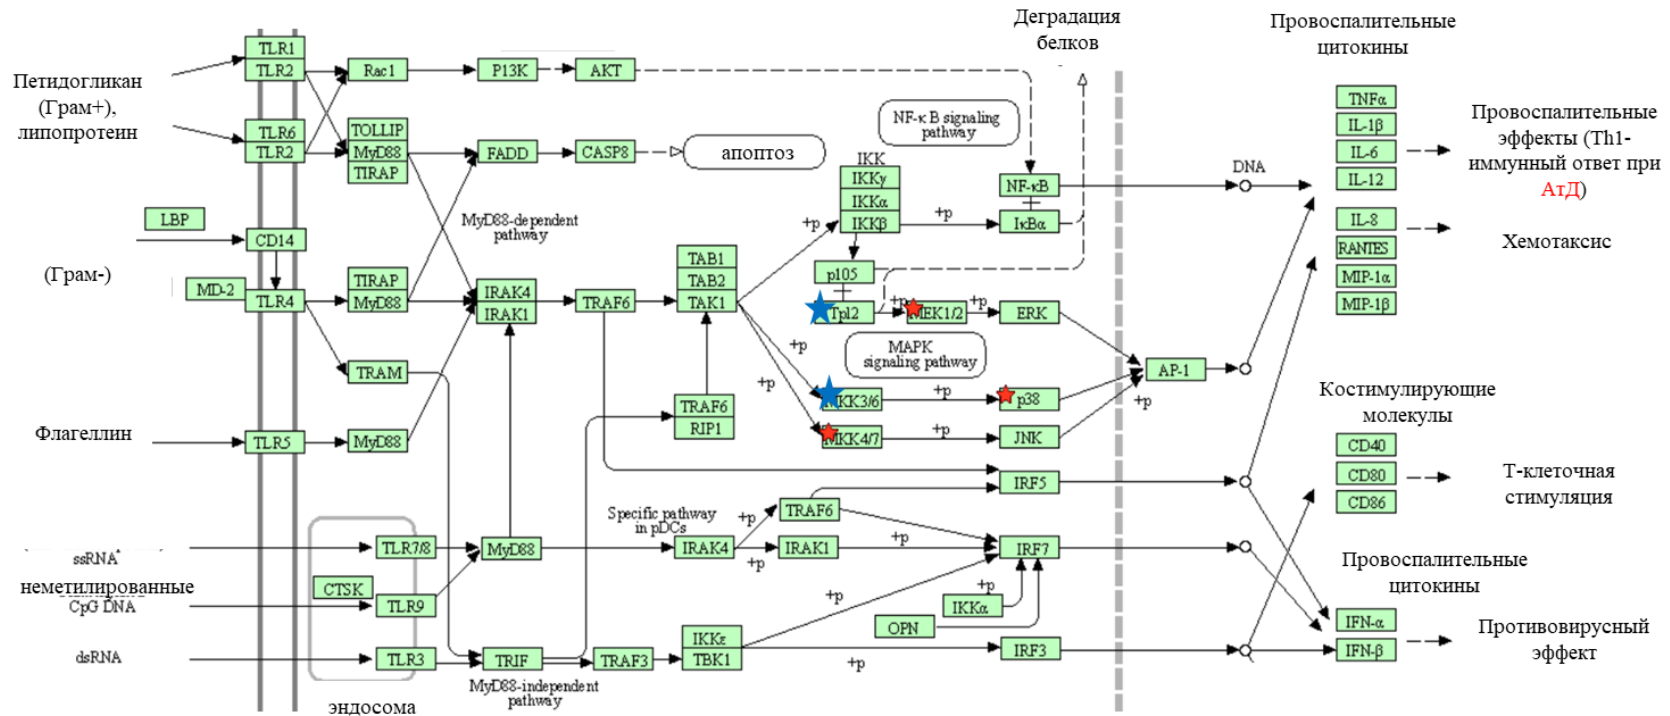 Деградация
белков
Провоспалительные
цитокины
TLR1
TLR2
Rac1
P13K
AKT
Петидогликан
(Грам+),
липопротеин
TNFα
IL-1β
IL-6
IL-12
Провоспалительные
эффекты (Th1-
иммунный ответ при
АтД)
NF-κ B signaling
pathway
TLR6
TLR2
TOLLIP
MyD88
TIRAP
FADD
CASP8
апоптоз
IKK
IKKγ
IKKα
IKKβ
NF-κB
IκBα
DNA
LBP
CD14
MyD88-dependent
pathway
+p
+p
IL-8
RANTES
MIP-1α
MIP-1β
Хемотаксис
(Грам-)
MD-2
TLR4
TIRAP
MyD88
IRAK4
IRAK1
TRAF6
TAB1
TAB2
TAK1
p105
Tpl2
+p
MEK1/2
+p
ERK
MAPK
signaling pathway
+p
+p
TRAM
AP-1
+p
MKK3/6
+p
p38
MKK4/7
+p
JNK
TRAF6
RIP1
Костимулирующие
молекулы
CD40
CD80
CD86
Т-клеточная
стимуляция
Флагеллин
TLR5
MyD88
IRF5
Specific pathway
in pDCs
+p
TRAF6
ssRNA
TLR7/8
MyD88
IRAK4
+p
IRAK1
+p
IRF7
неметилированные
CpG DNA
CTSK
TLR9
+p
+p
IKKα
OPN
Провоспалительные
цитокины
IFN-α
IFN-β
Противовирусный
эффект
dsRNA
TLR3
TRIF
TRAF3
IKKε
TBK1
+p
IRF3
MyD88-independent
pathway
эндосома